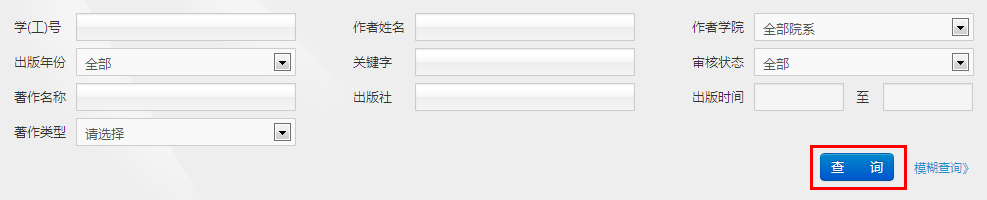 学(工)号 作者姓名 作者学院 全部院系
出版年份 全部 关键字 审核状态 全部
著作名称 出版社 出版时间 至
著作类型 请选择
查 询 模糊查询》